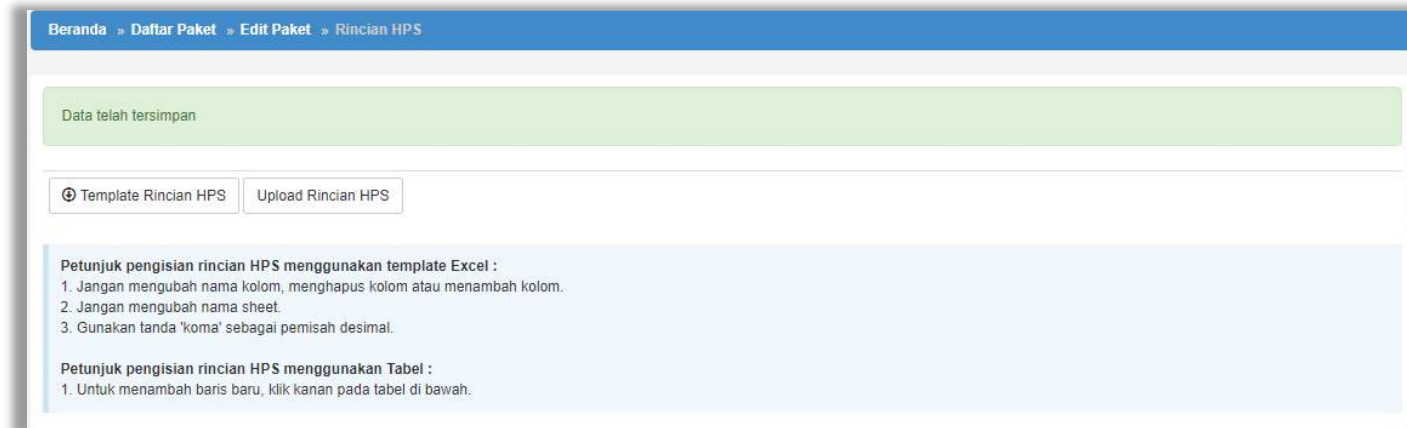 Beranda » Daftar Paket » Edit Paket » Rincian HPS
Data telah tersimpan
Template Rincian HPS Upload Rincian HPS
Petunjuk pengisian rincian HPS menggunakan template Excel :
1. Jangan mengubah nama kolom, menghapus kolom atau menambah kolom.
2. Jangan mengubah nama sheet.
3. Gunakan tanda 'koma' sebagai pemisah desimal.
Petunjuk pengisian rincian HPS menggunakan Tabel :
1. Untuk menambah baris baru, klik kanan pada tabel di bawah.